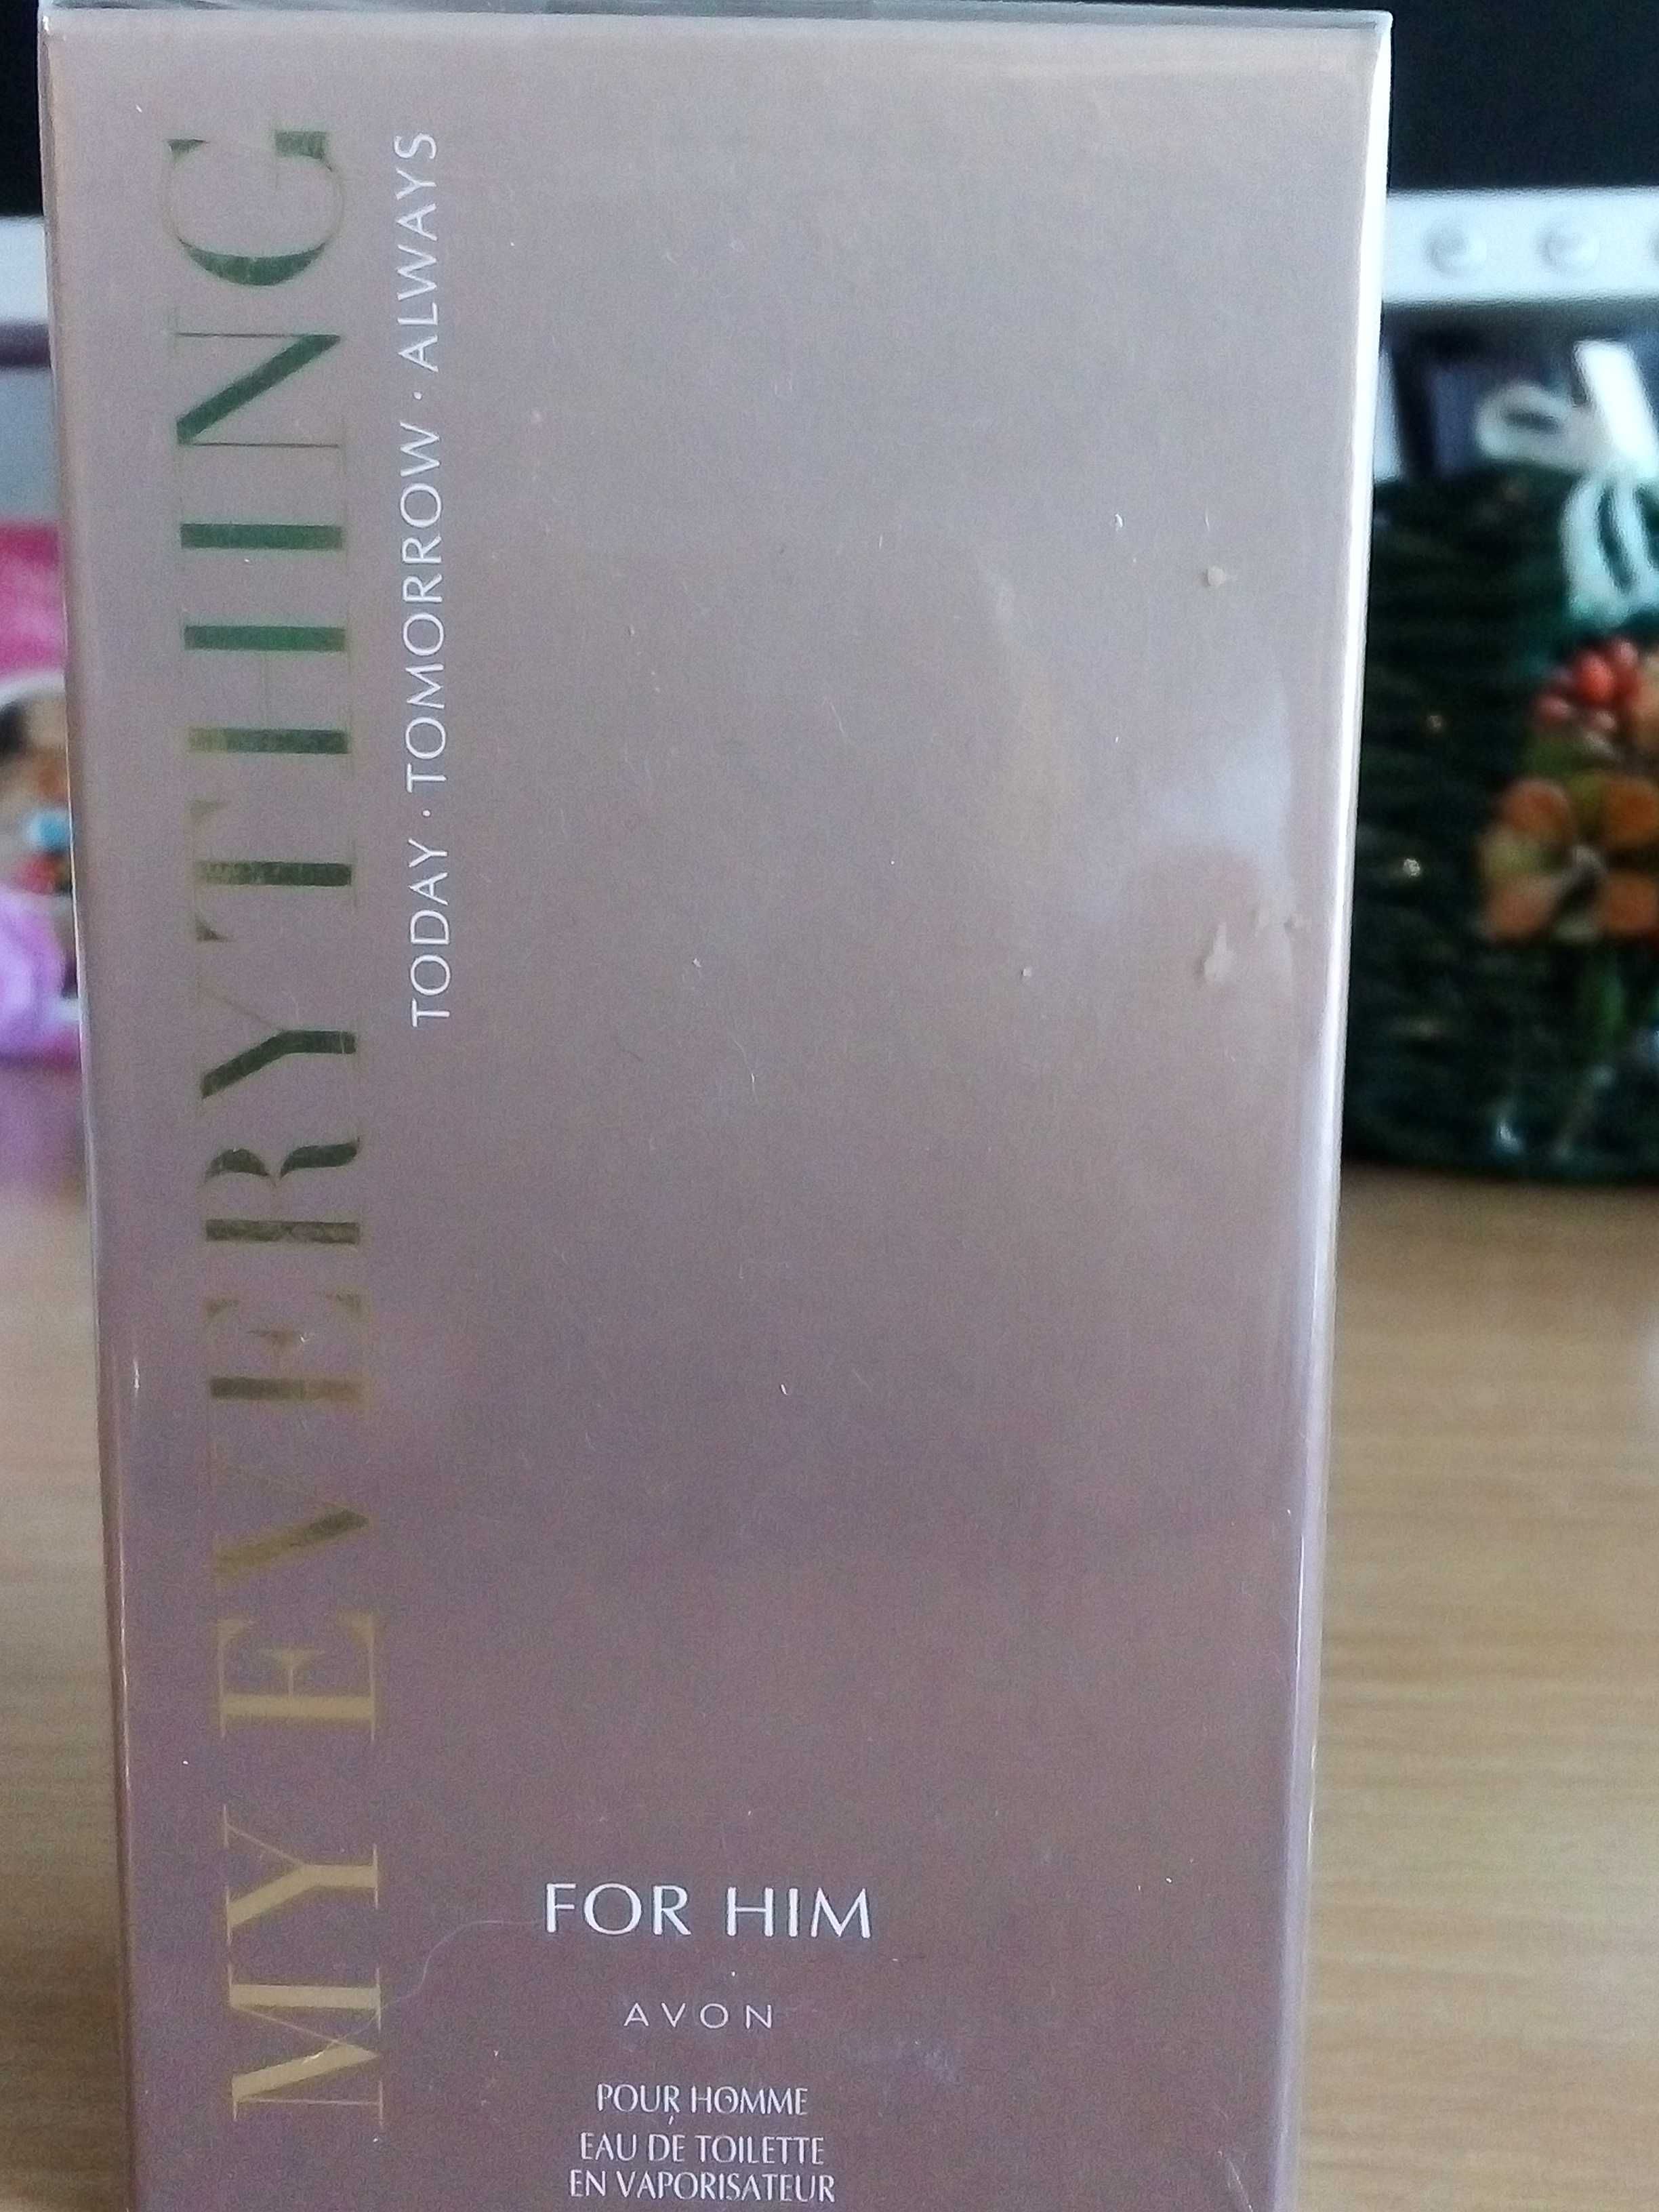 MY EVERYTHING
TODAY · TOMORROW · ALWAYS
FOR HIM
AVON
POUR HOMME
EAU DE TOILETTE
EN VAPORISATEUR